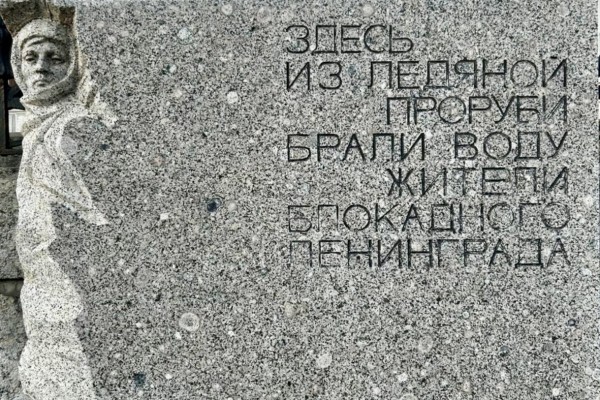 ЗДЕСЬ
ИЗ ЛЕДЯНОЙ
ПРОРУБИ
БРАЛИ ВОДУ
ЖИТЕЛИ
БЛОКАДНОГО
ЛЕНИНГРАДА